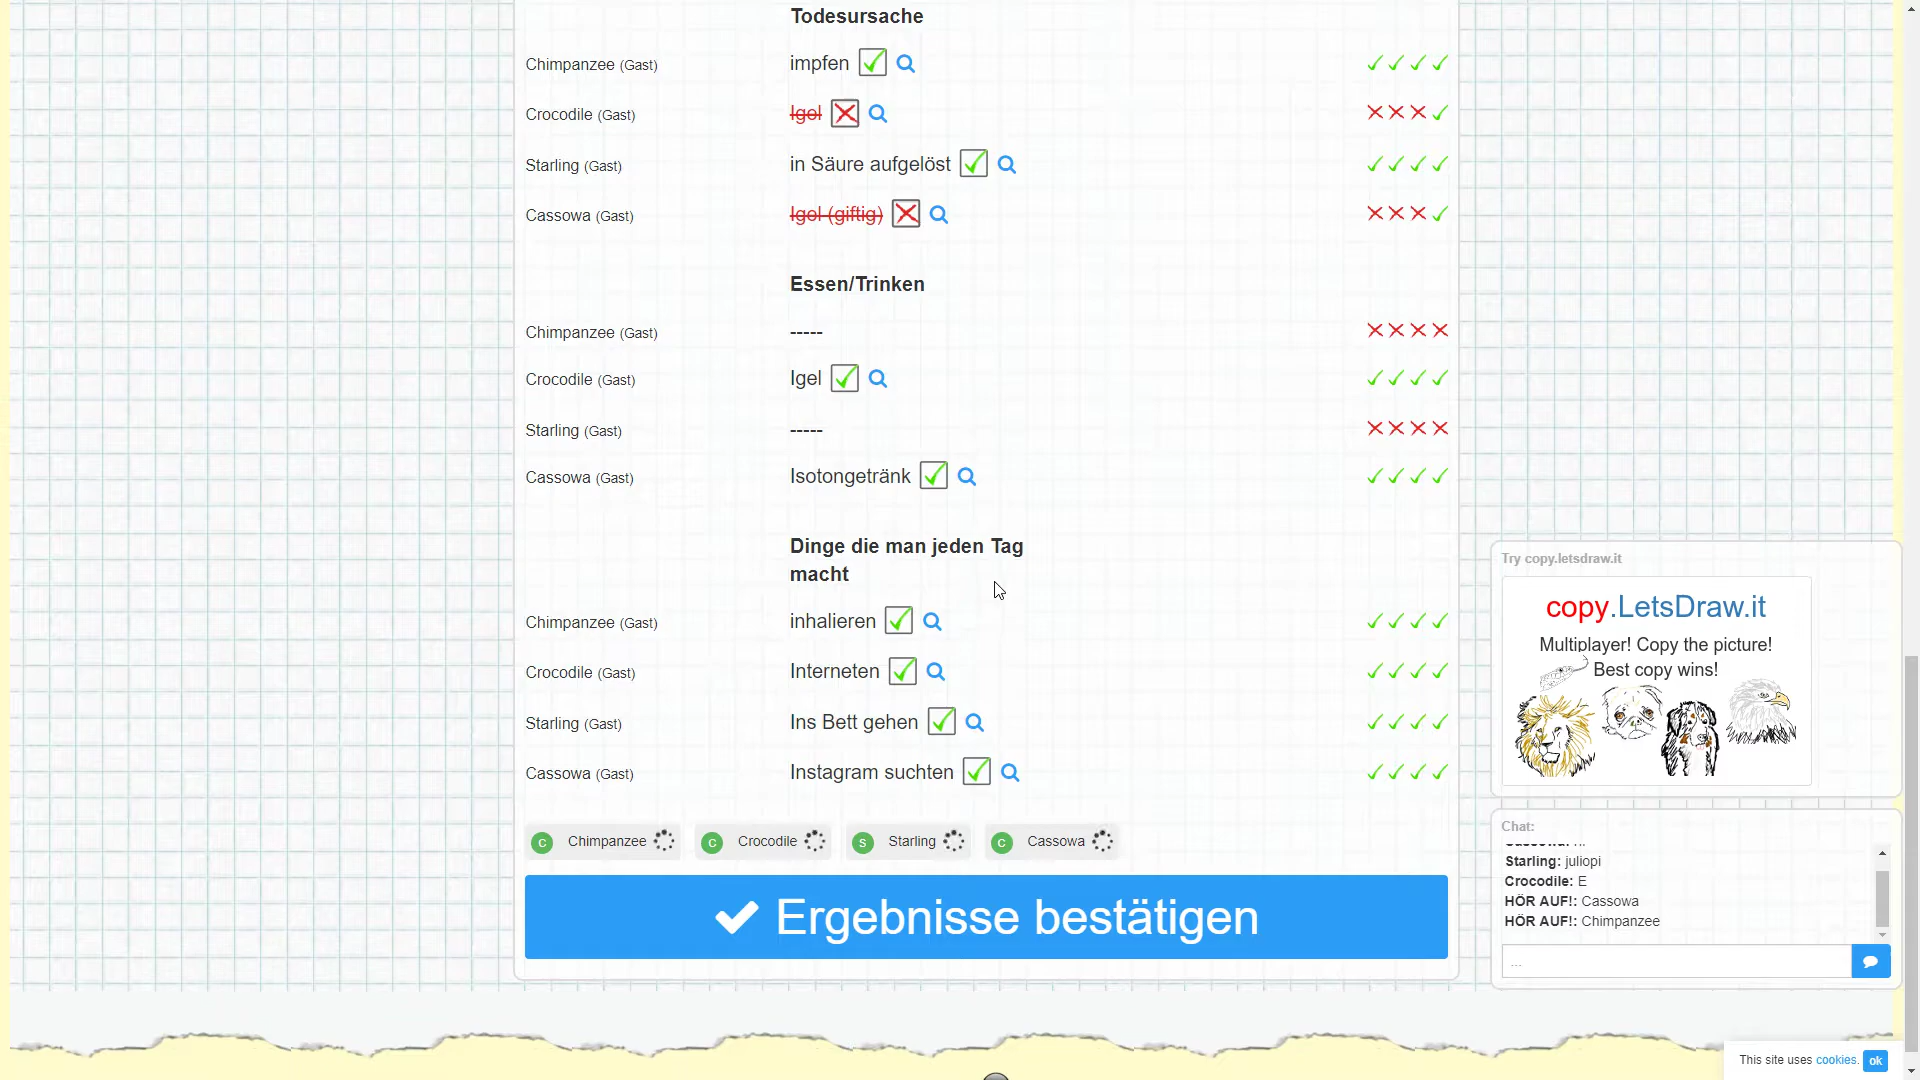 Todesursache
Chimpanzee (Gast) impfen
Crocodile (Gast) Igol
Starling (Gast) in Säure aufgelöst
Cassowa (Gast) Igol (giftig)
Essen/Trinken
Chimpanzee (Gast) -----
Crocodile (Gast) Igel
Starling (Gast) -----
Cassowa (Gast) Isotongetränk
Dinge die man jeden Tag
macht
Chimpanzee (Gast) inhalieren
Crocodile (Gast) Interneten
Starling (Gast) Ins Bett gehen
Cassowa (Gast) Instagram suchten
C Chimpanzee C Crocodile S Starling C Cassowa
Ergebnisse bestätigen
Try copy.letsdraw.it
copy.LetsDraw.it
Multiplayer! Copy the picture!
Best copy wins!
Chat:
Starling: juliopi
Crocodile: E
HÖR AUF!: Cassowa
HÖR AUF!: Chimpanzee
...
This site uses cookies. ok